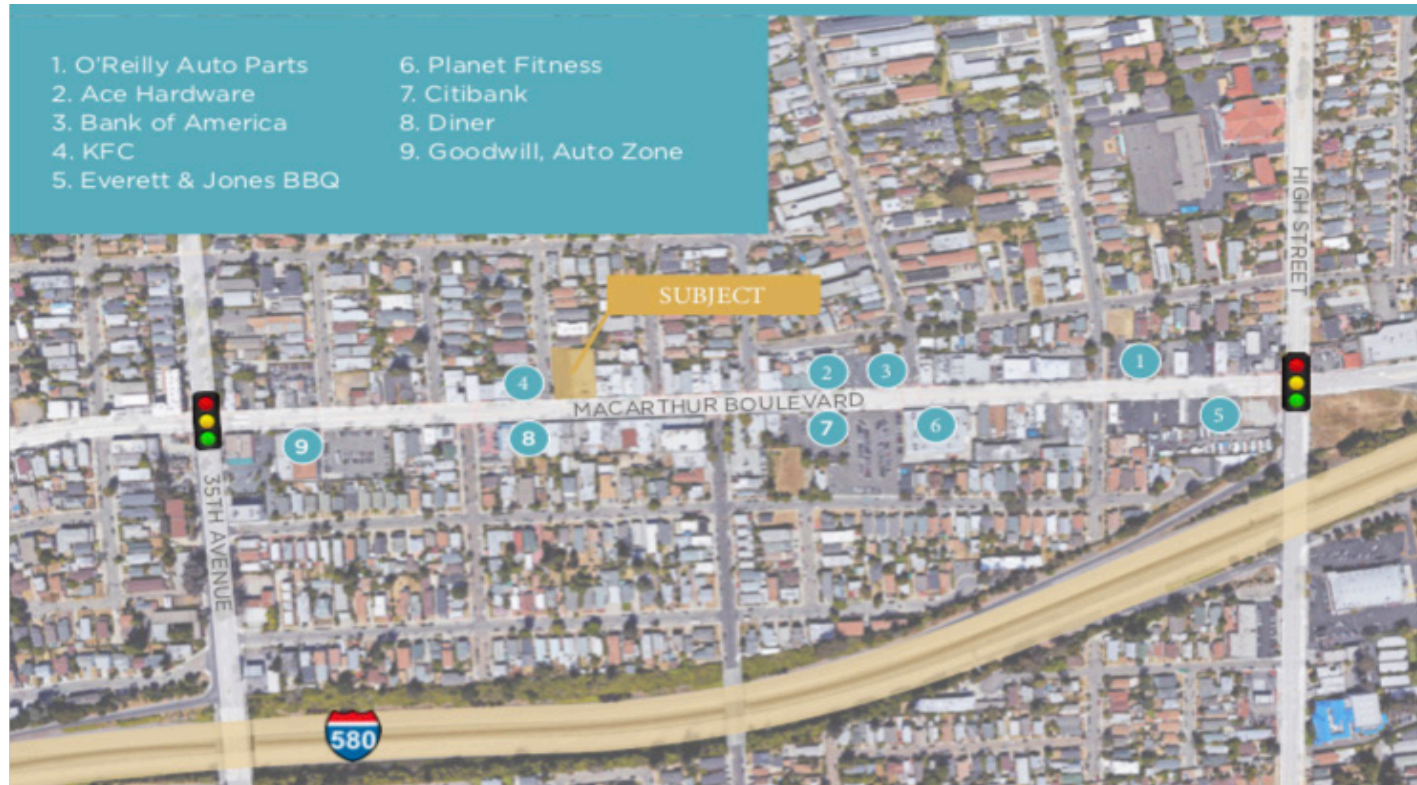 1. O'Reilly Auto Parts
2. Ace Hardware
3. Bank of America
4. KFC
5. Everett & Jones BBQ
6. Planet Fitness
7. Citibank
8. Diner
9. Goodwill, Auto Zone
HIGH STREET
SUBJECT
4
2
3
1
MACARTHUR BOULEVARD
9
8
7
6
5
35TH AVENUE
580